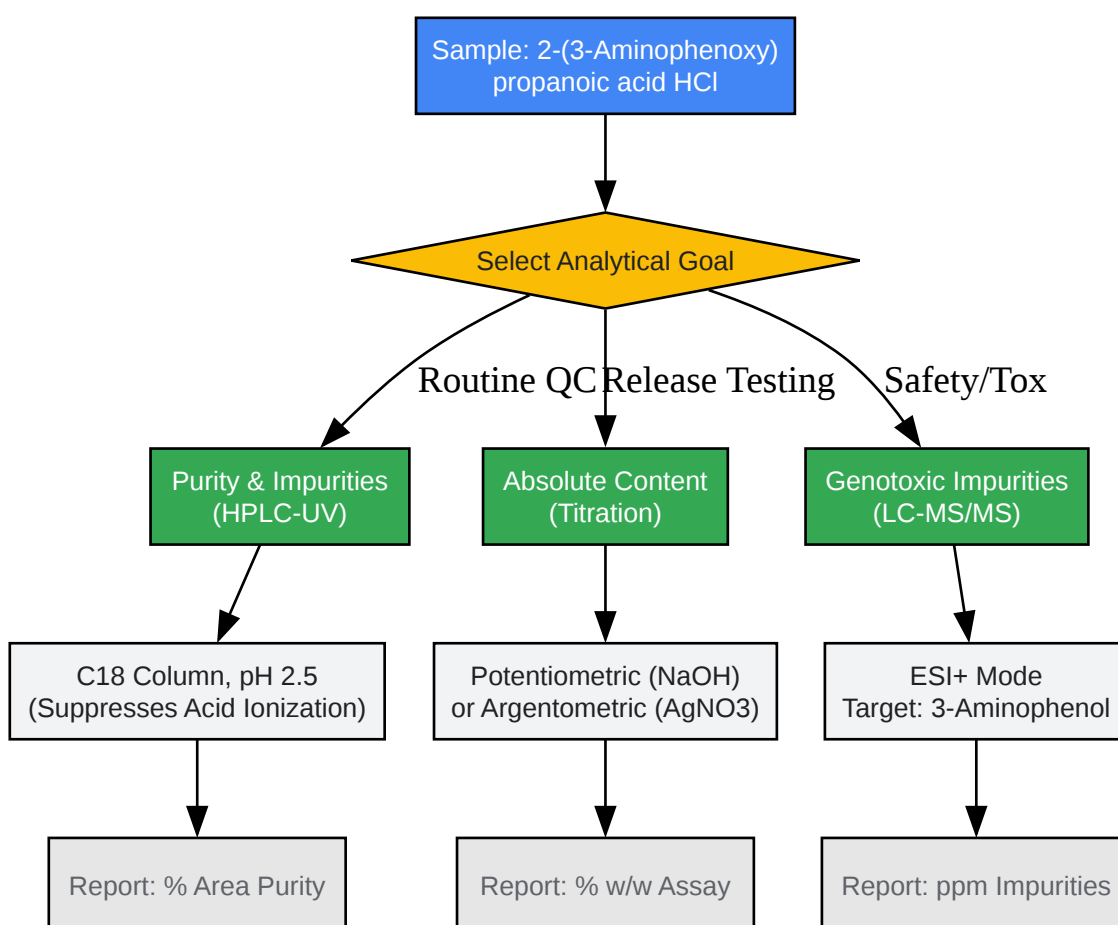 Sample: 2-(3-Aminophenoxy)
propanoic acid HCl
Select Analytical Goal
Routine QC
Release Testing
Safety/Tox
Purity & Impurities
(HPLC-UV)
Absolute Content
(Titration)
Genotoxic Impurities
(LC-MS/MS)
C18 Column, pH 2.5
(Suppresses Acid Ionization)
Potentiometric (NaOH)
or Argentometric (AgNO3)
ESI+ Mode
Target: 3-Aminophenol
Report: % Area Purity
Report: % w/w Assay
Report: ppm Impurities